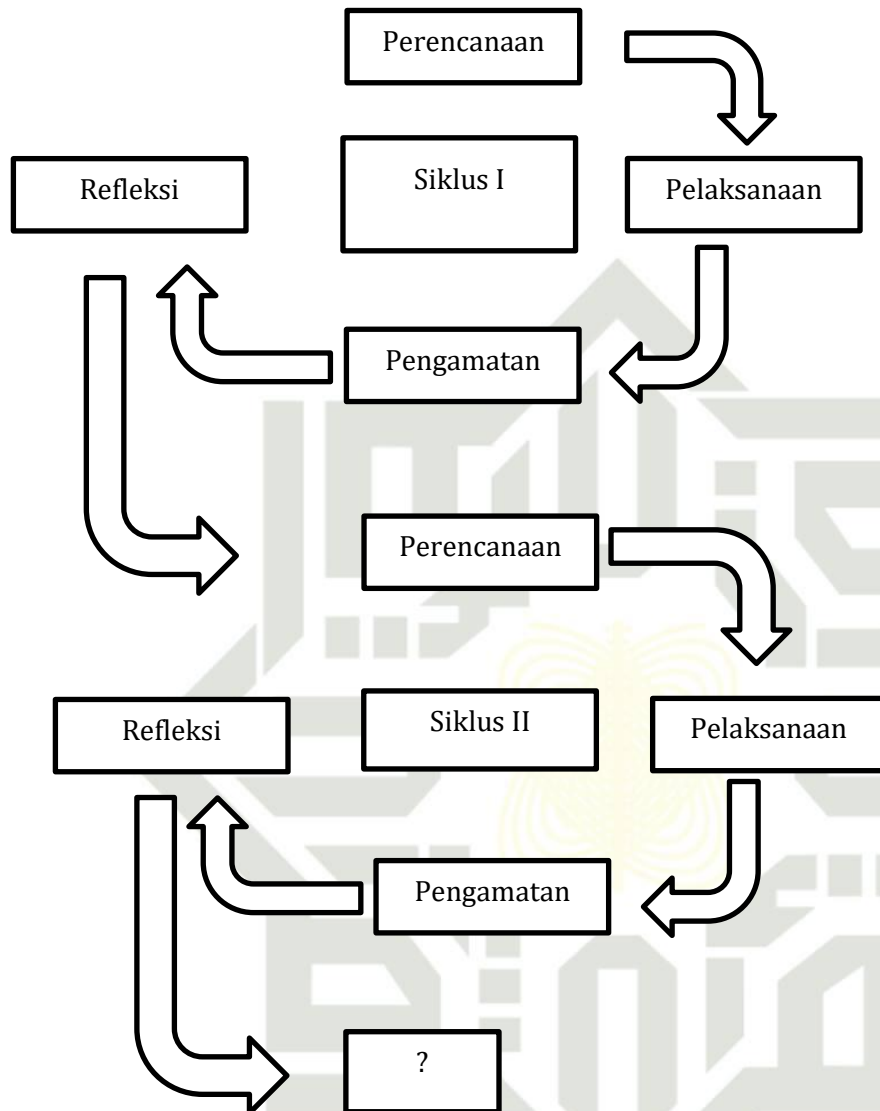 Perencanaan
Refleksi
Siklus I
Pelaksanaan
Pengamatan
Perencanaan
Refleksi
Siklus II
Pelaksanaan
Pengamatan
?